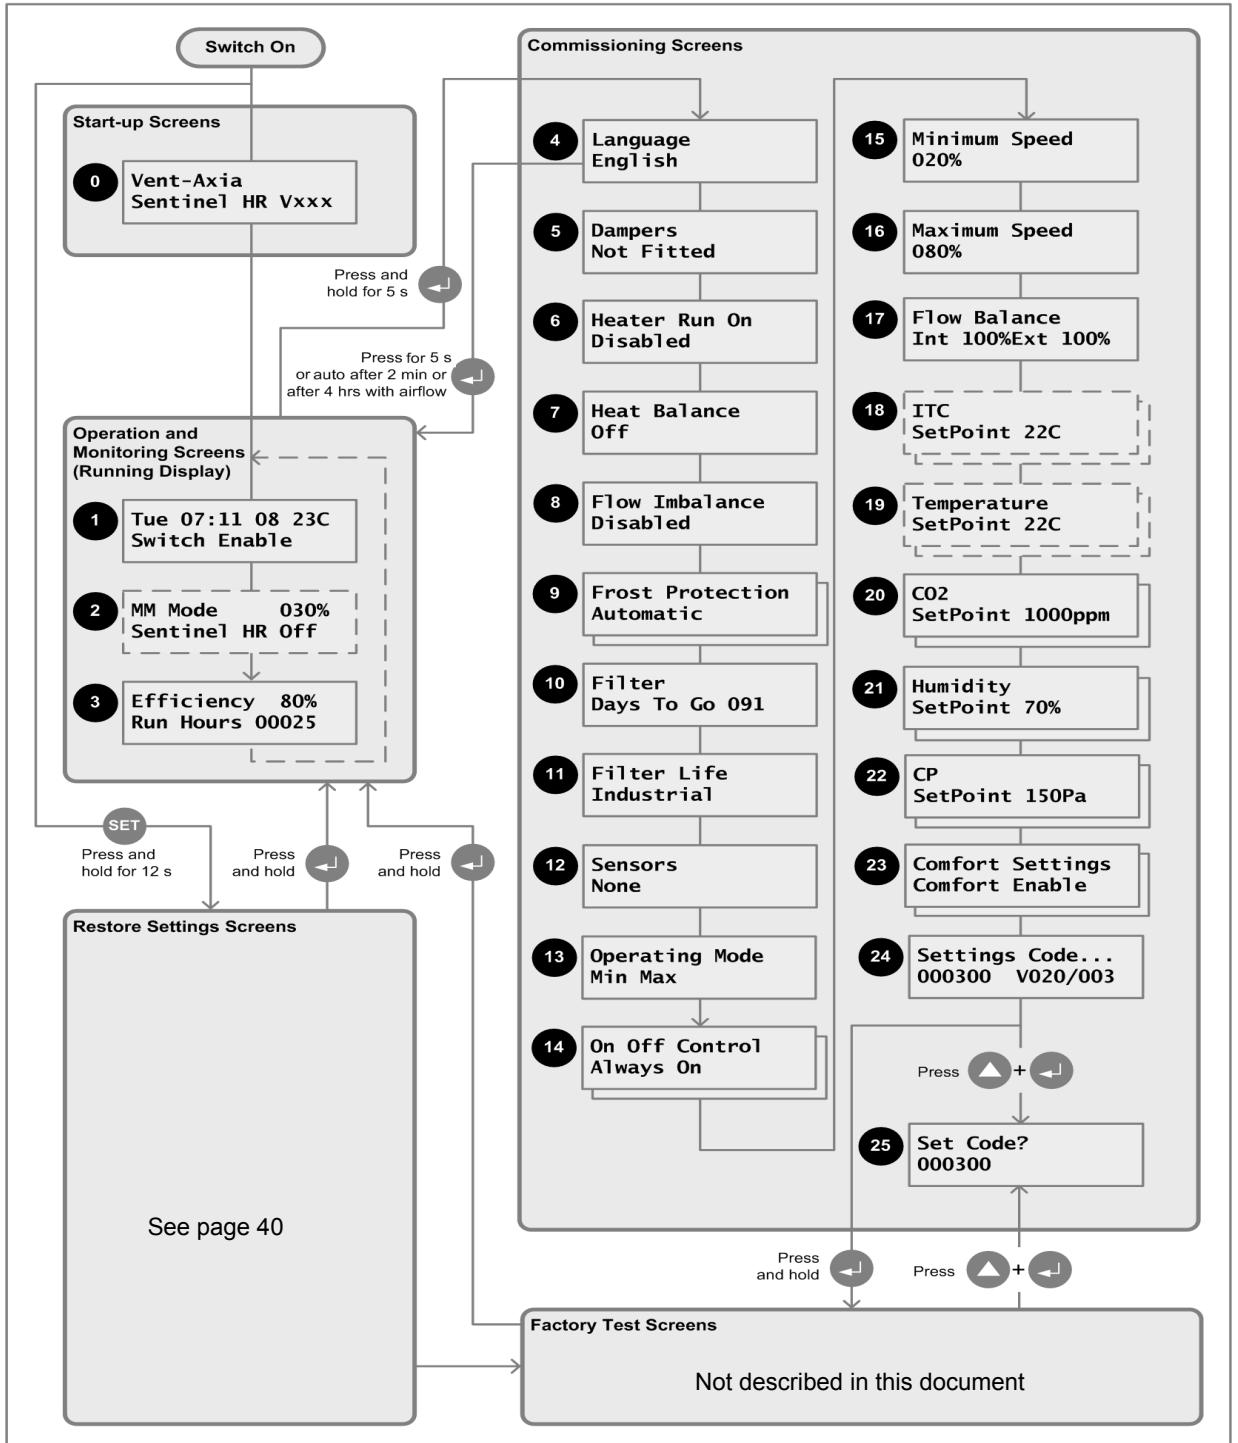 Switch On
Start-up Screens
0
Vent-Axia
Sentinel HR Vxxx
Press and
hold for 5 s
Press for 5 s
or auto after 2 min or
after 4 hrs with airflow
Operation and
Monitoring Screens
(Running Display)
1
Tue 07:11 08 23C
Switch Enable
2
MM Mode 030%
Sentinel HR Off
3
Efficiency 80%
Run Hours 00025
SET
Press and
hold for 12 s
Press
and hold
Press
and hold
Restore Settings Screens
See page 40
Commissioning Screens
4
Language
English
5
Dampers
Not Fitted
6
Heater Run On
Disabled
7
Heat Balance
Off
8
Flow Imbalance
Disabled
9
Frost Protection
Automatic
10
Filter
Days To Go 091
11
Filter Life
Industrial
12
Sensors
None
13
Operating Mode
Min Max
14
On Off Control
Always On
15
Minimum Speed
020%
16
Maximum Speed
080%
17
Flow Balance
Int 100%Ext 100%
18
ITC
SetPoint 22C
19
Temperature
SetPoint 22C
20
CO2
SetPoint 1000ppm
21
Humidity
SetPoint 70%
22
CP
SetPoint 150Pa
23
Comfort Settings
Comfort Enable
24
Settings Code...
000300 V020/003
Press +
25
Set Code?
000300
Press
and hold
Press +
Factory Test Screens
Not described in this document